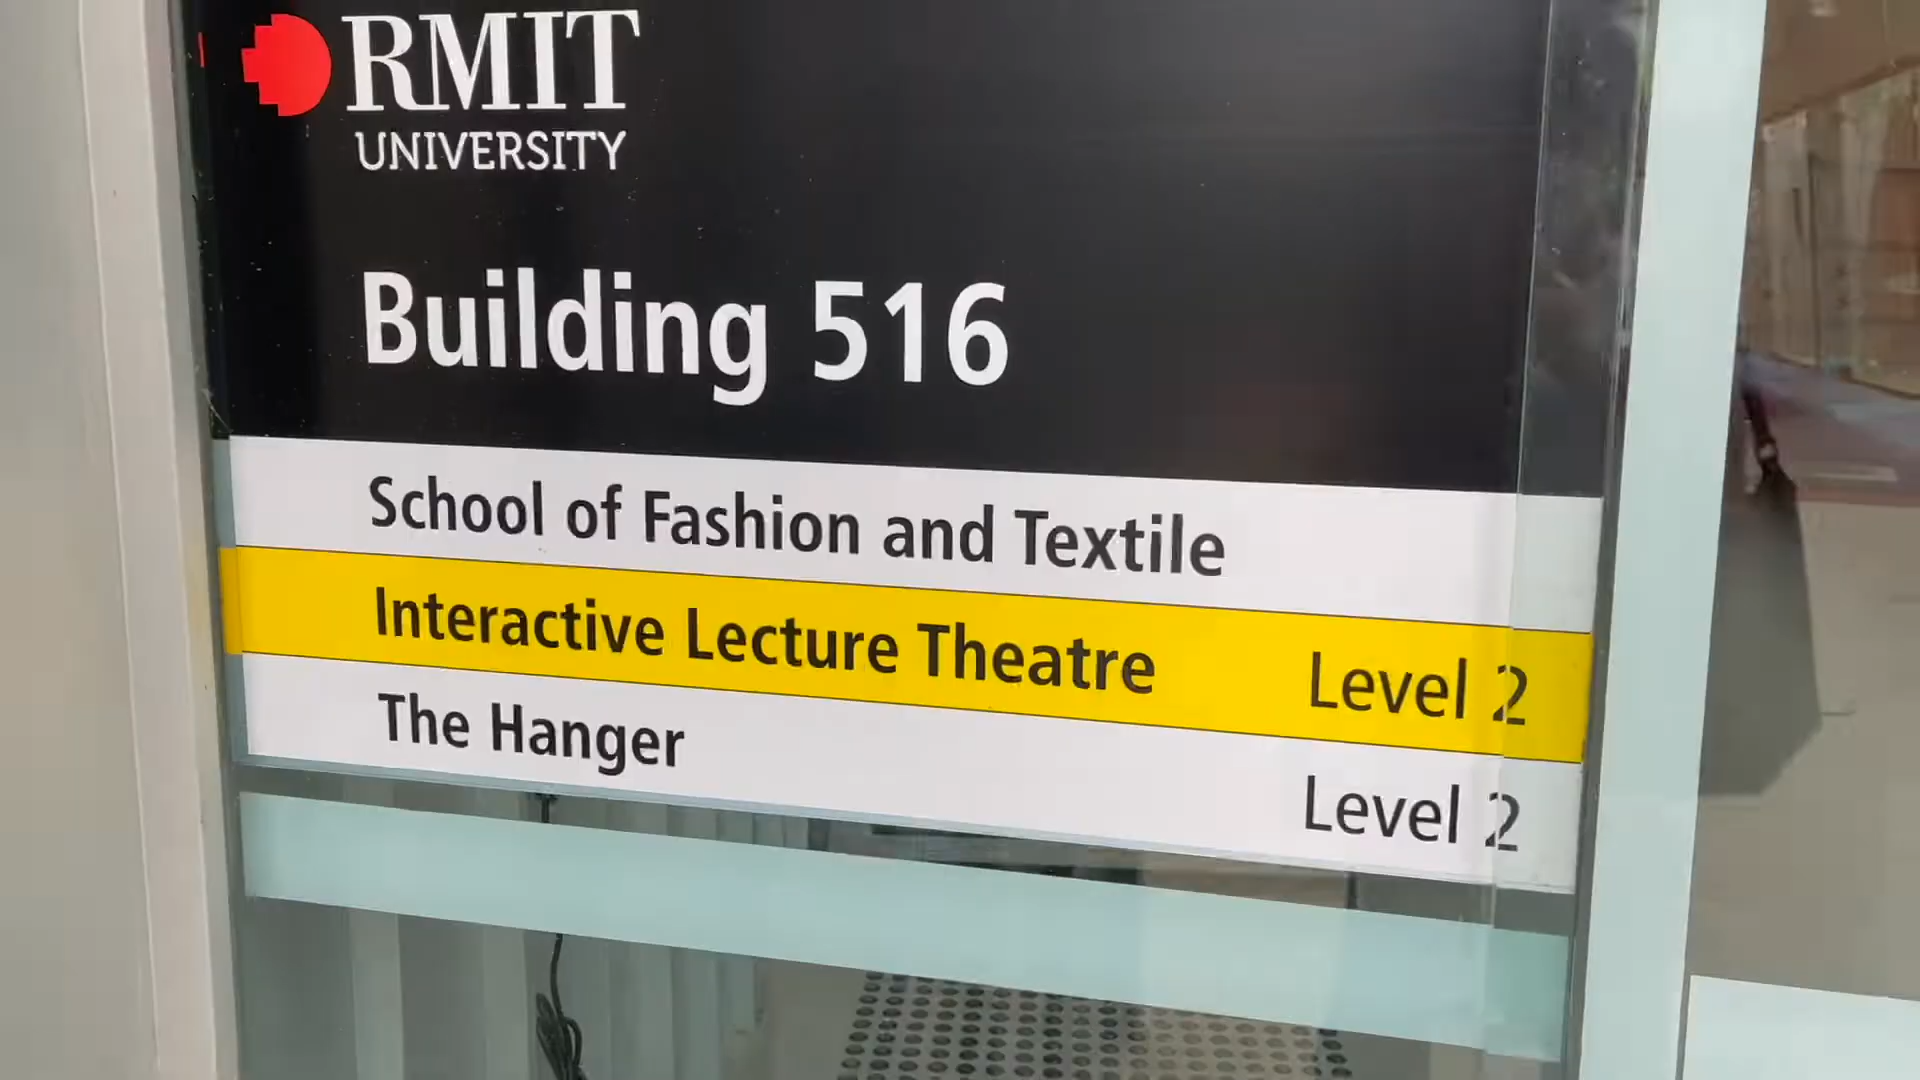 RMIT
UNIVERSITY
Building 516
School of Fashion and Textile
Interactive Lecture Theatre Level 2
The Hanger Level 2